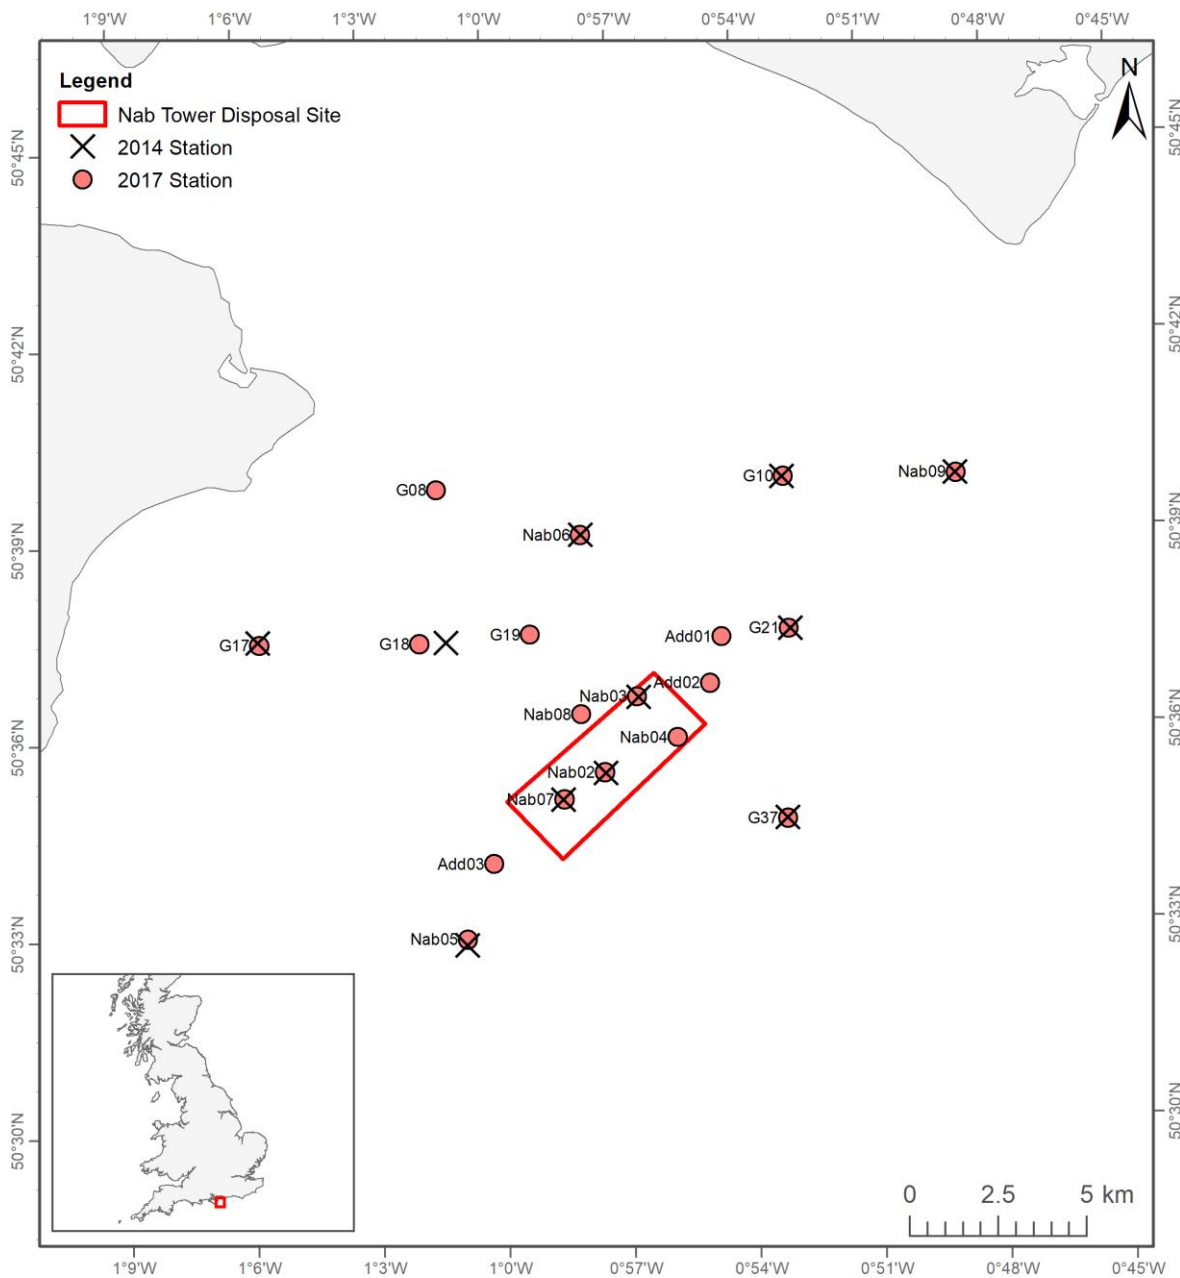 1°9'W 1°6'W 1°3'W 1°0'W 0°57'W 0°54'W 0°51'W 0°48'W 0°45'W
Legend
Nab Tower Disposal Site
2014 Station
2017 Station
N
50°45'N
50°45'N
50°42'N
50°42'N
G10
Nab09
G08
Nab06
50°39'N
50°39'N
G21
Add01
G19
G18
G17
Add02
Nab03
Nab08
50°36'N
Nab04
50°36'N
Nab02
Nab07
G37
Add03
50°33'N
Nab05
50°33'N
50°30'N
50°30'N
0 2.5 5 km
1°9'W 1°6'W 1°3'W 1°0'W 0°57'W 0°54'W 0°51'W 0°48'W 0°45'W